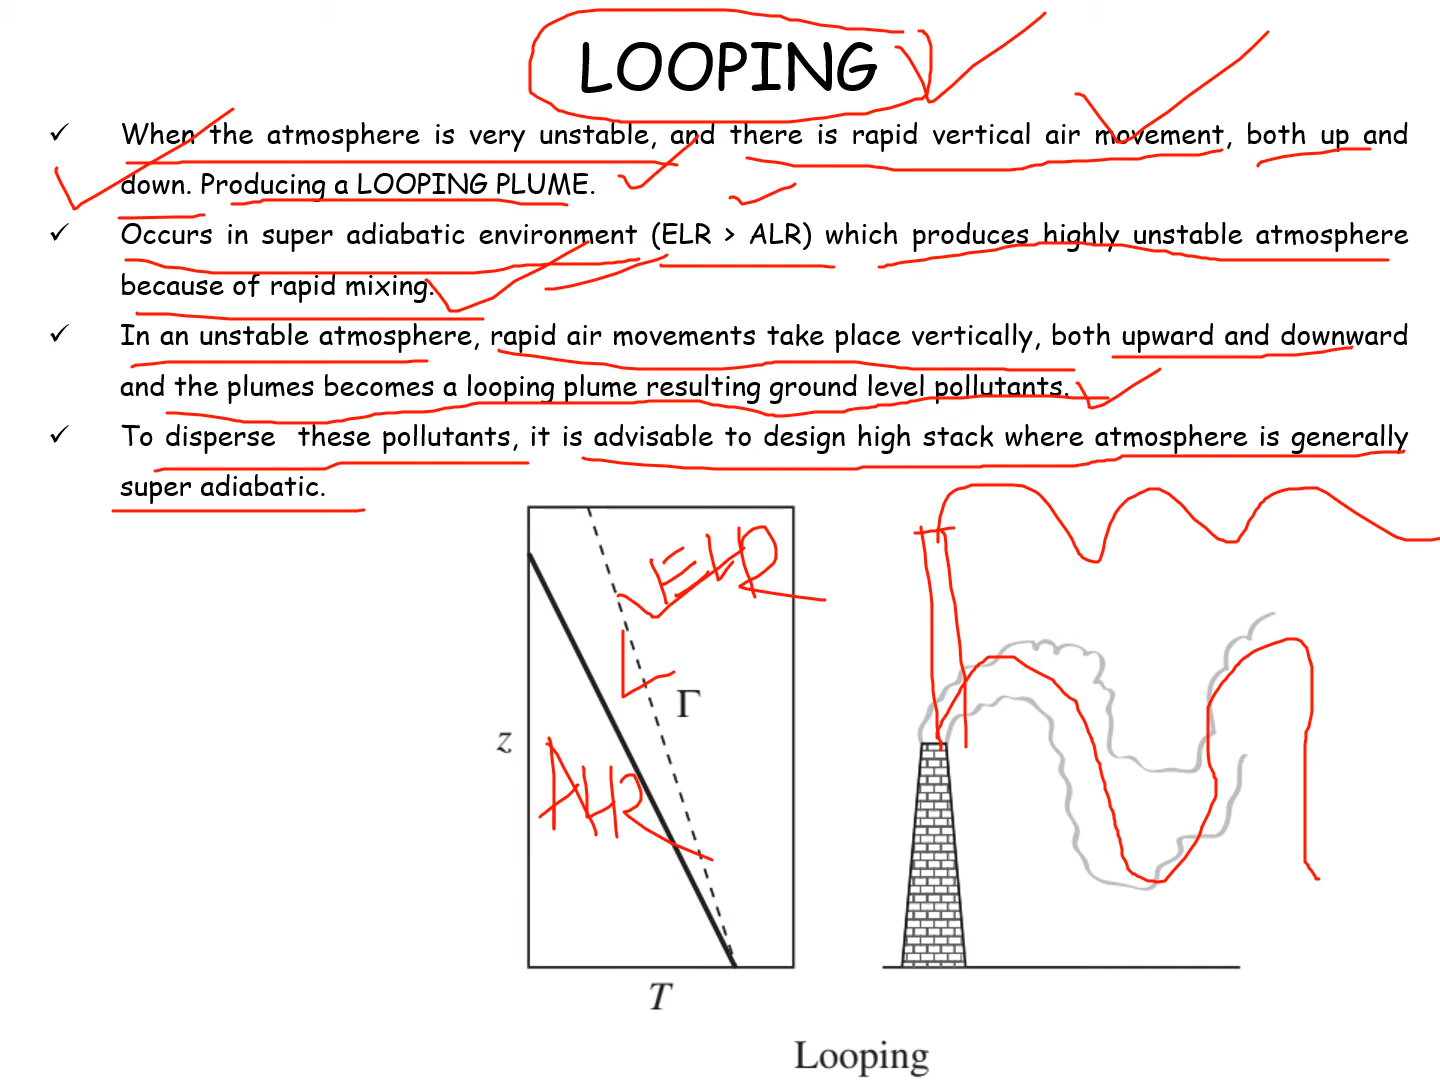 LOOPING
✓ When the atmosphere is very unstable, and there is rapid vertical air movement, both up and
down. Producing a LOOPING PLUME.
✓ Occurs in super adiabatic environment (ELR > ALR) which produces highly unstable atmosphere
because of rapid mixing.
✓ In an unstable atmosphere, rapid air movements take place vertically, both upward and downward
and the plumes becomes a looping plume resulting ground level pollutants.
✓ To disperse these pollutants, it is advisable to design high stack where atmosphere is generally
super adiabatic.
ELR
Γ
z
ALR
T
Looping